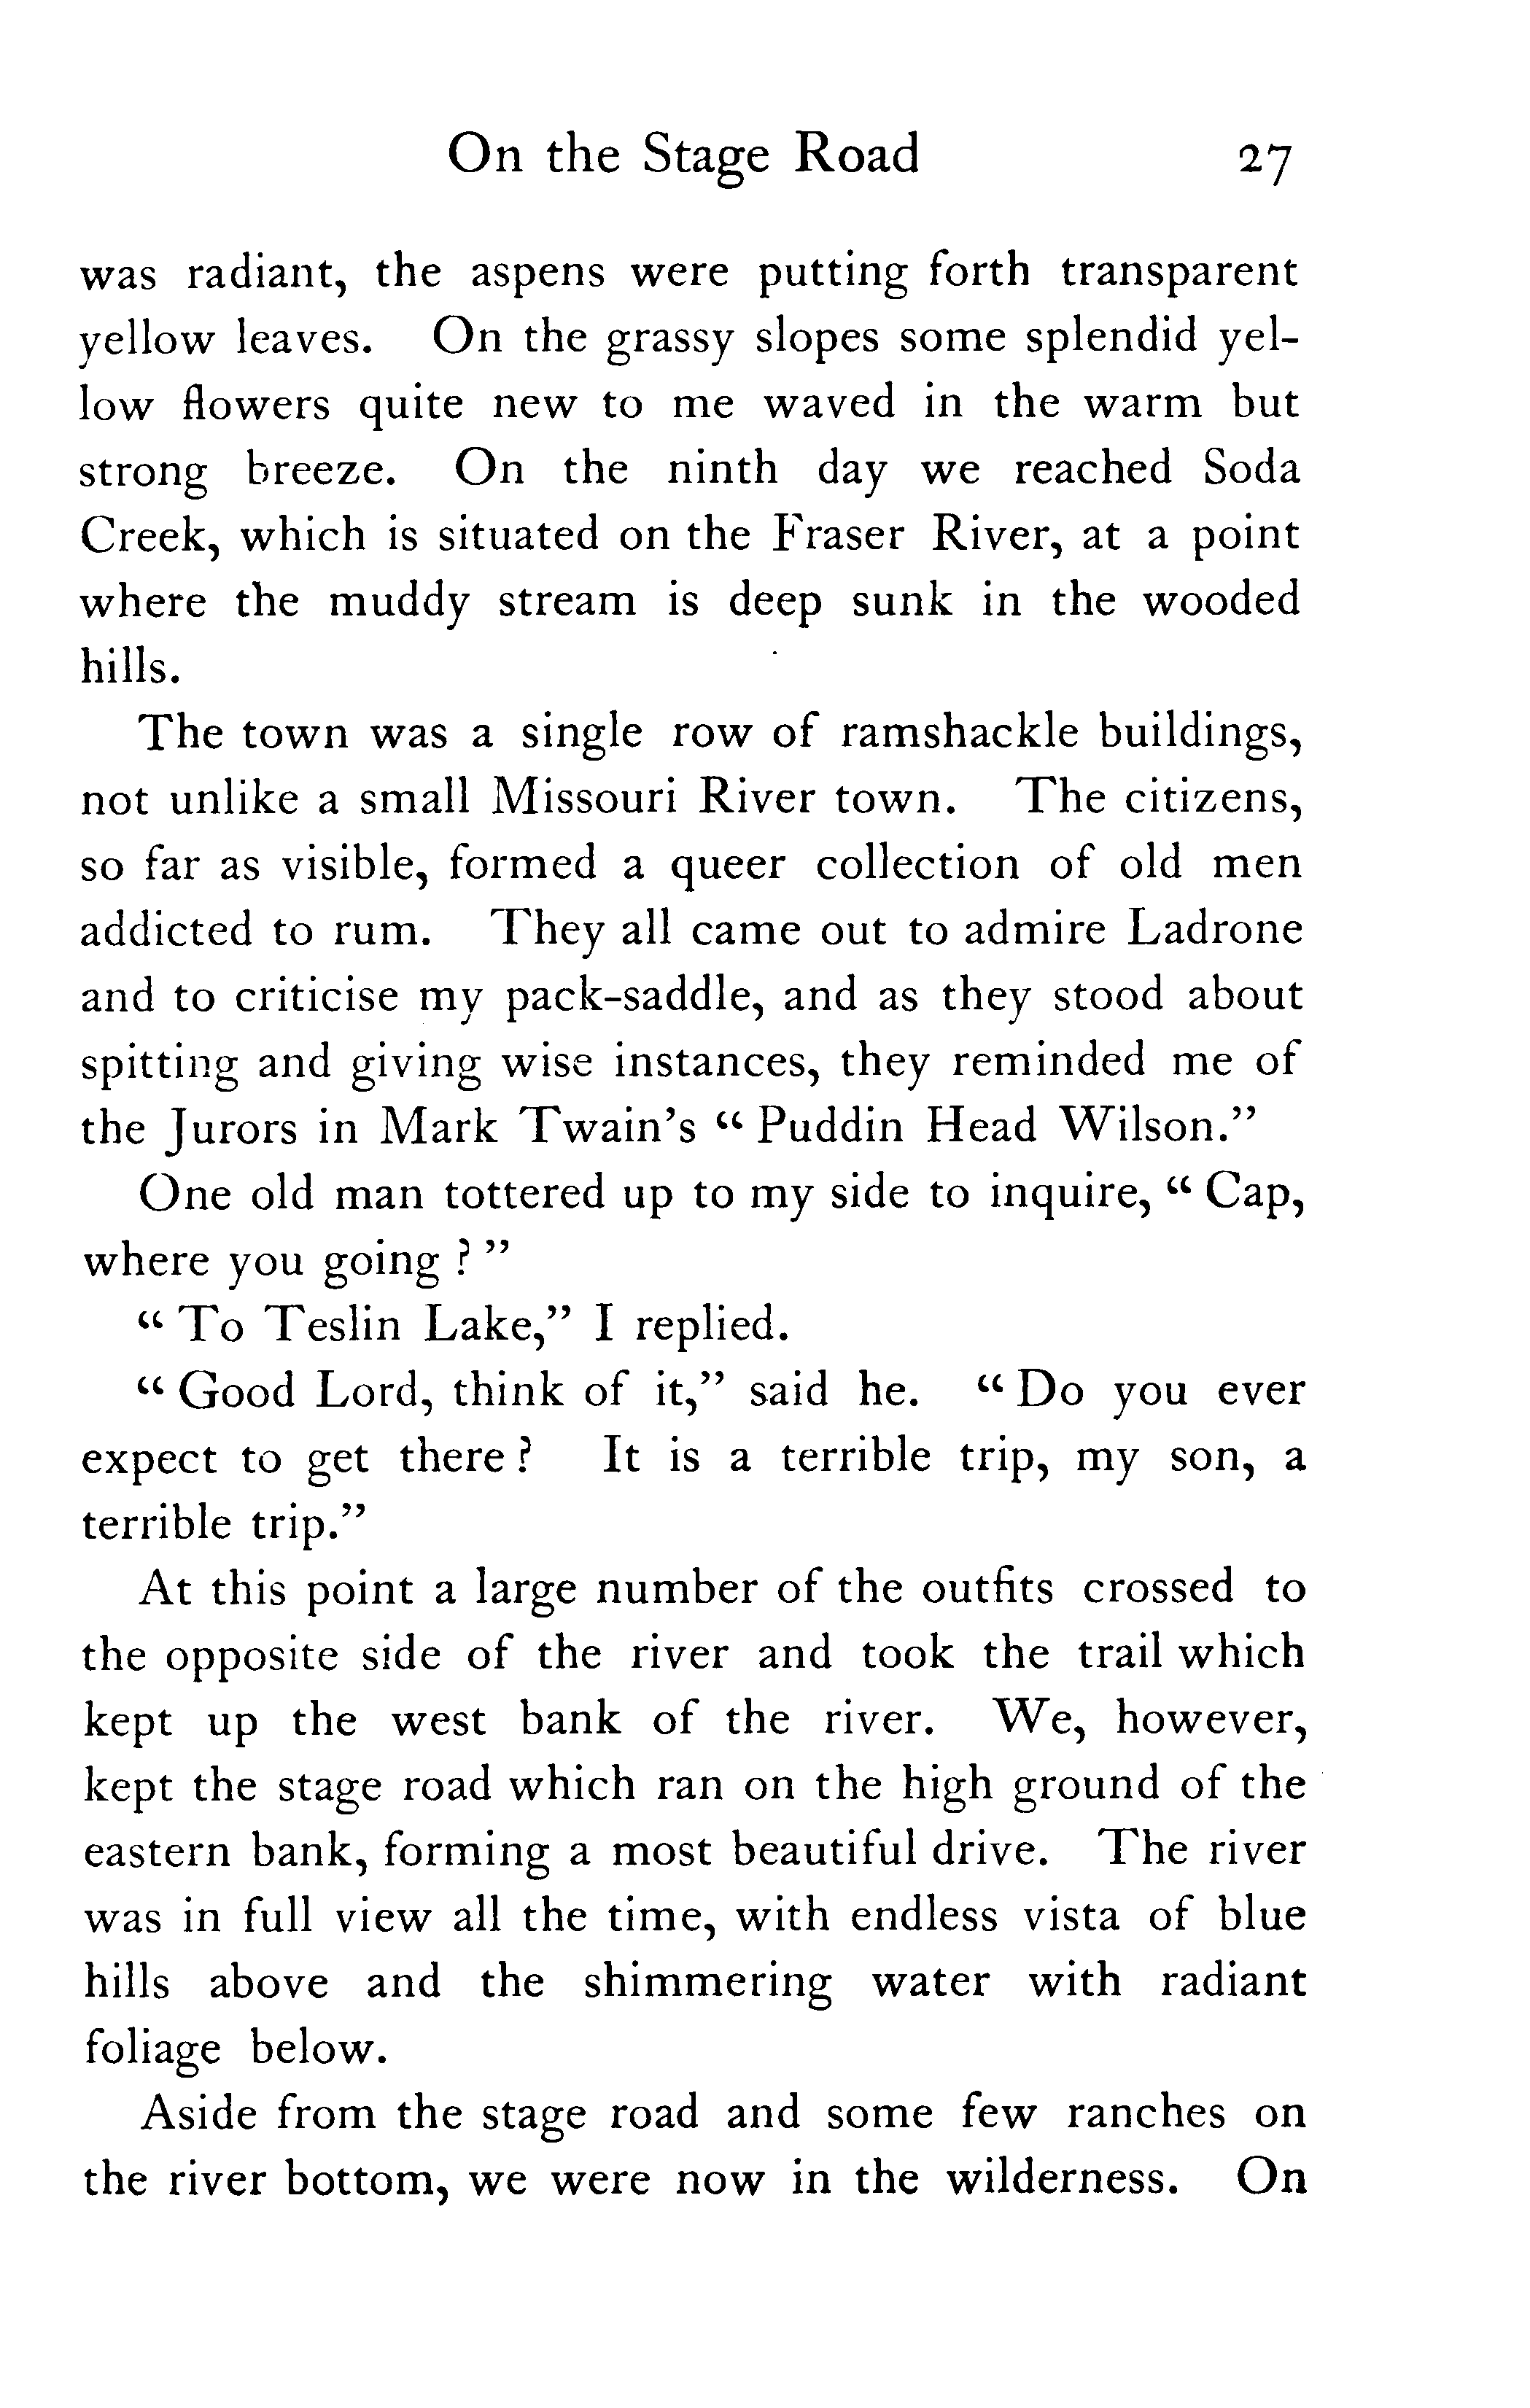 On the Stage Road 27
was radiant, the aspens were putting forth transparent
yellow leaves. On the grassy slopes some splendid yel-
low flowers quite new to me waved in the warm but
strong breeze. On the ninth day we reached Soda
Creek, which is situated on the Fraser River, at a point
where the muddy stream is deep sunk in the wooded
hills.
The town was a single row of ramshackle buildings,
not unlike a small Missouri River town. The citizens,
so far as visible, formed a queer collection of old men
addicted to rum. They all came out to admire Ladrone
and to criticise my pack-saddle, and as they stood about
spitting and giving wise instances, they reminded me of
the Jurors in Mark Twain's “ Puddin Head Wilson.”
One old man tottered up to my side to inquire, “ Cap,
where you going ? ”
“ To Teslin Lake,” I replied.
“ Good Lord, think of it,” said he. “ Do you ever
expect to get there ? It is a terrible trip, my son, a
terrible trip.”
At this point a large number of the outfits crossed to
the opposite side of the river and took the trail which
kept up the west bank of the river. We, however,
kept the stage road which ran on the high ground of the
eastern bank, forming a most beautiful drive. The river
was in full view all the time, with endless vista of blue
hills above and the shimmering water with radiant
foliage below.
Aside from the stage road and some few ranches on
the river bottom, we were now in the wilderness. On